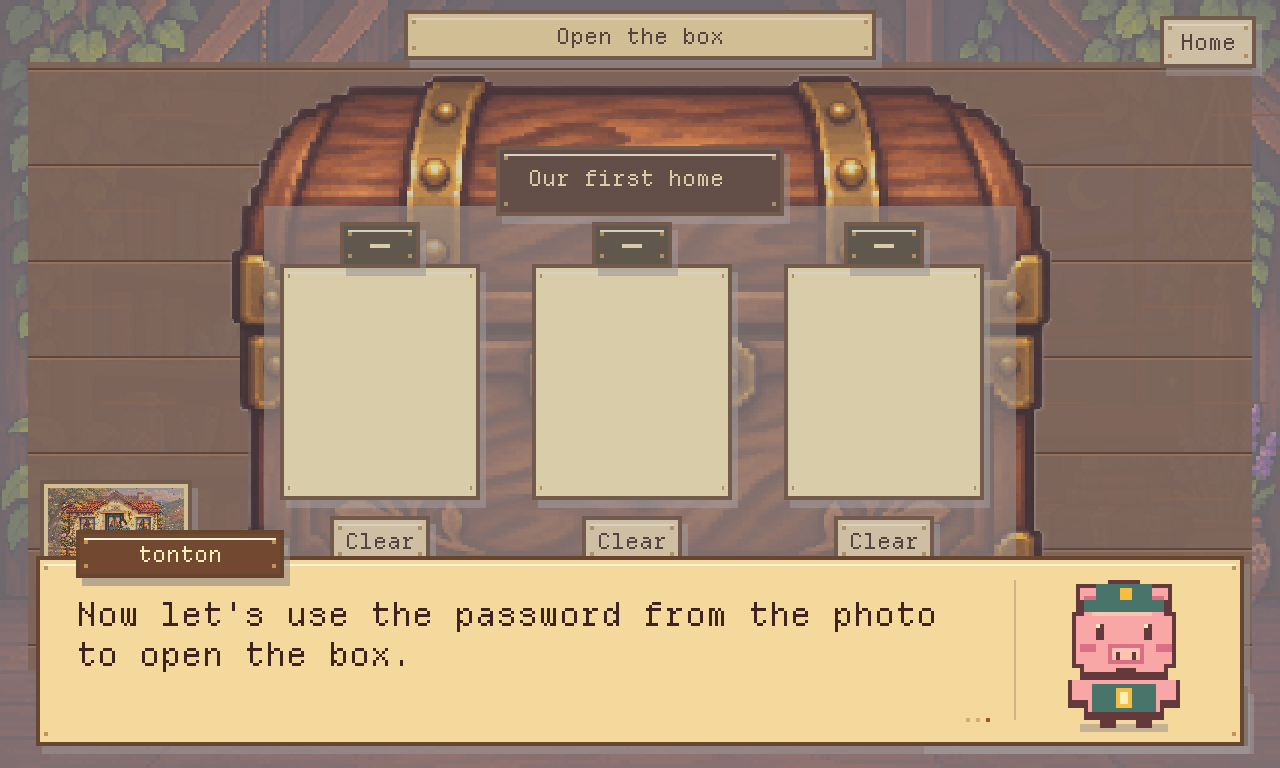 Open the box
Home
Our first home
Clear
Clear
Clear
tonton
Now let's use the password from the photo
to open the box.